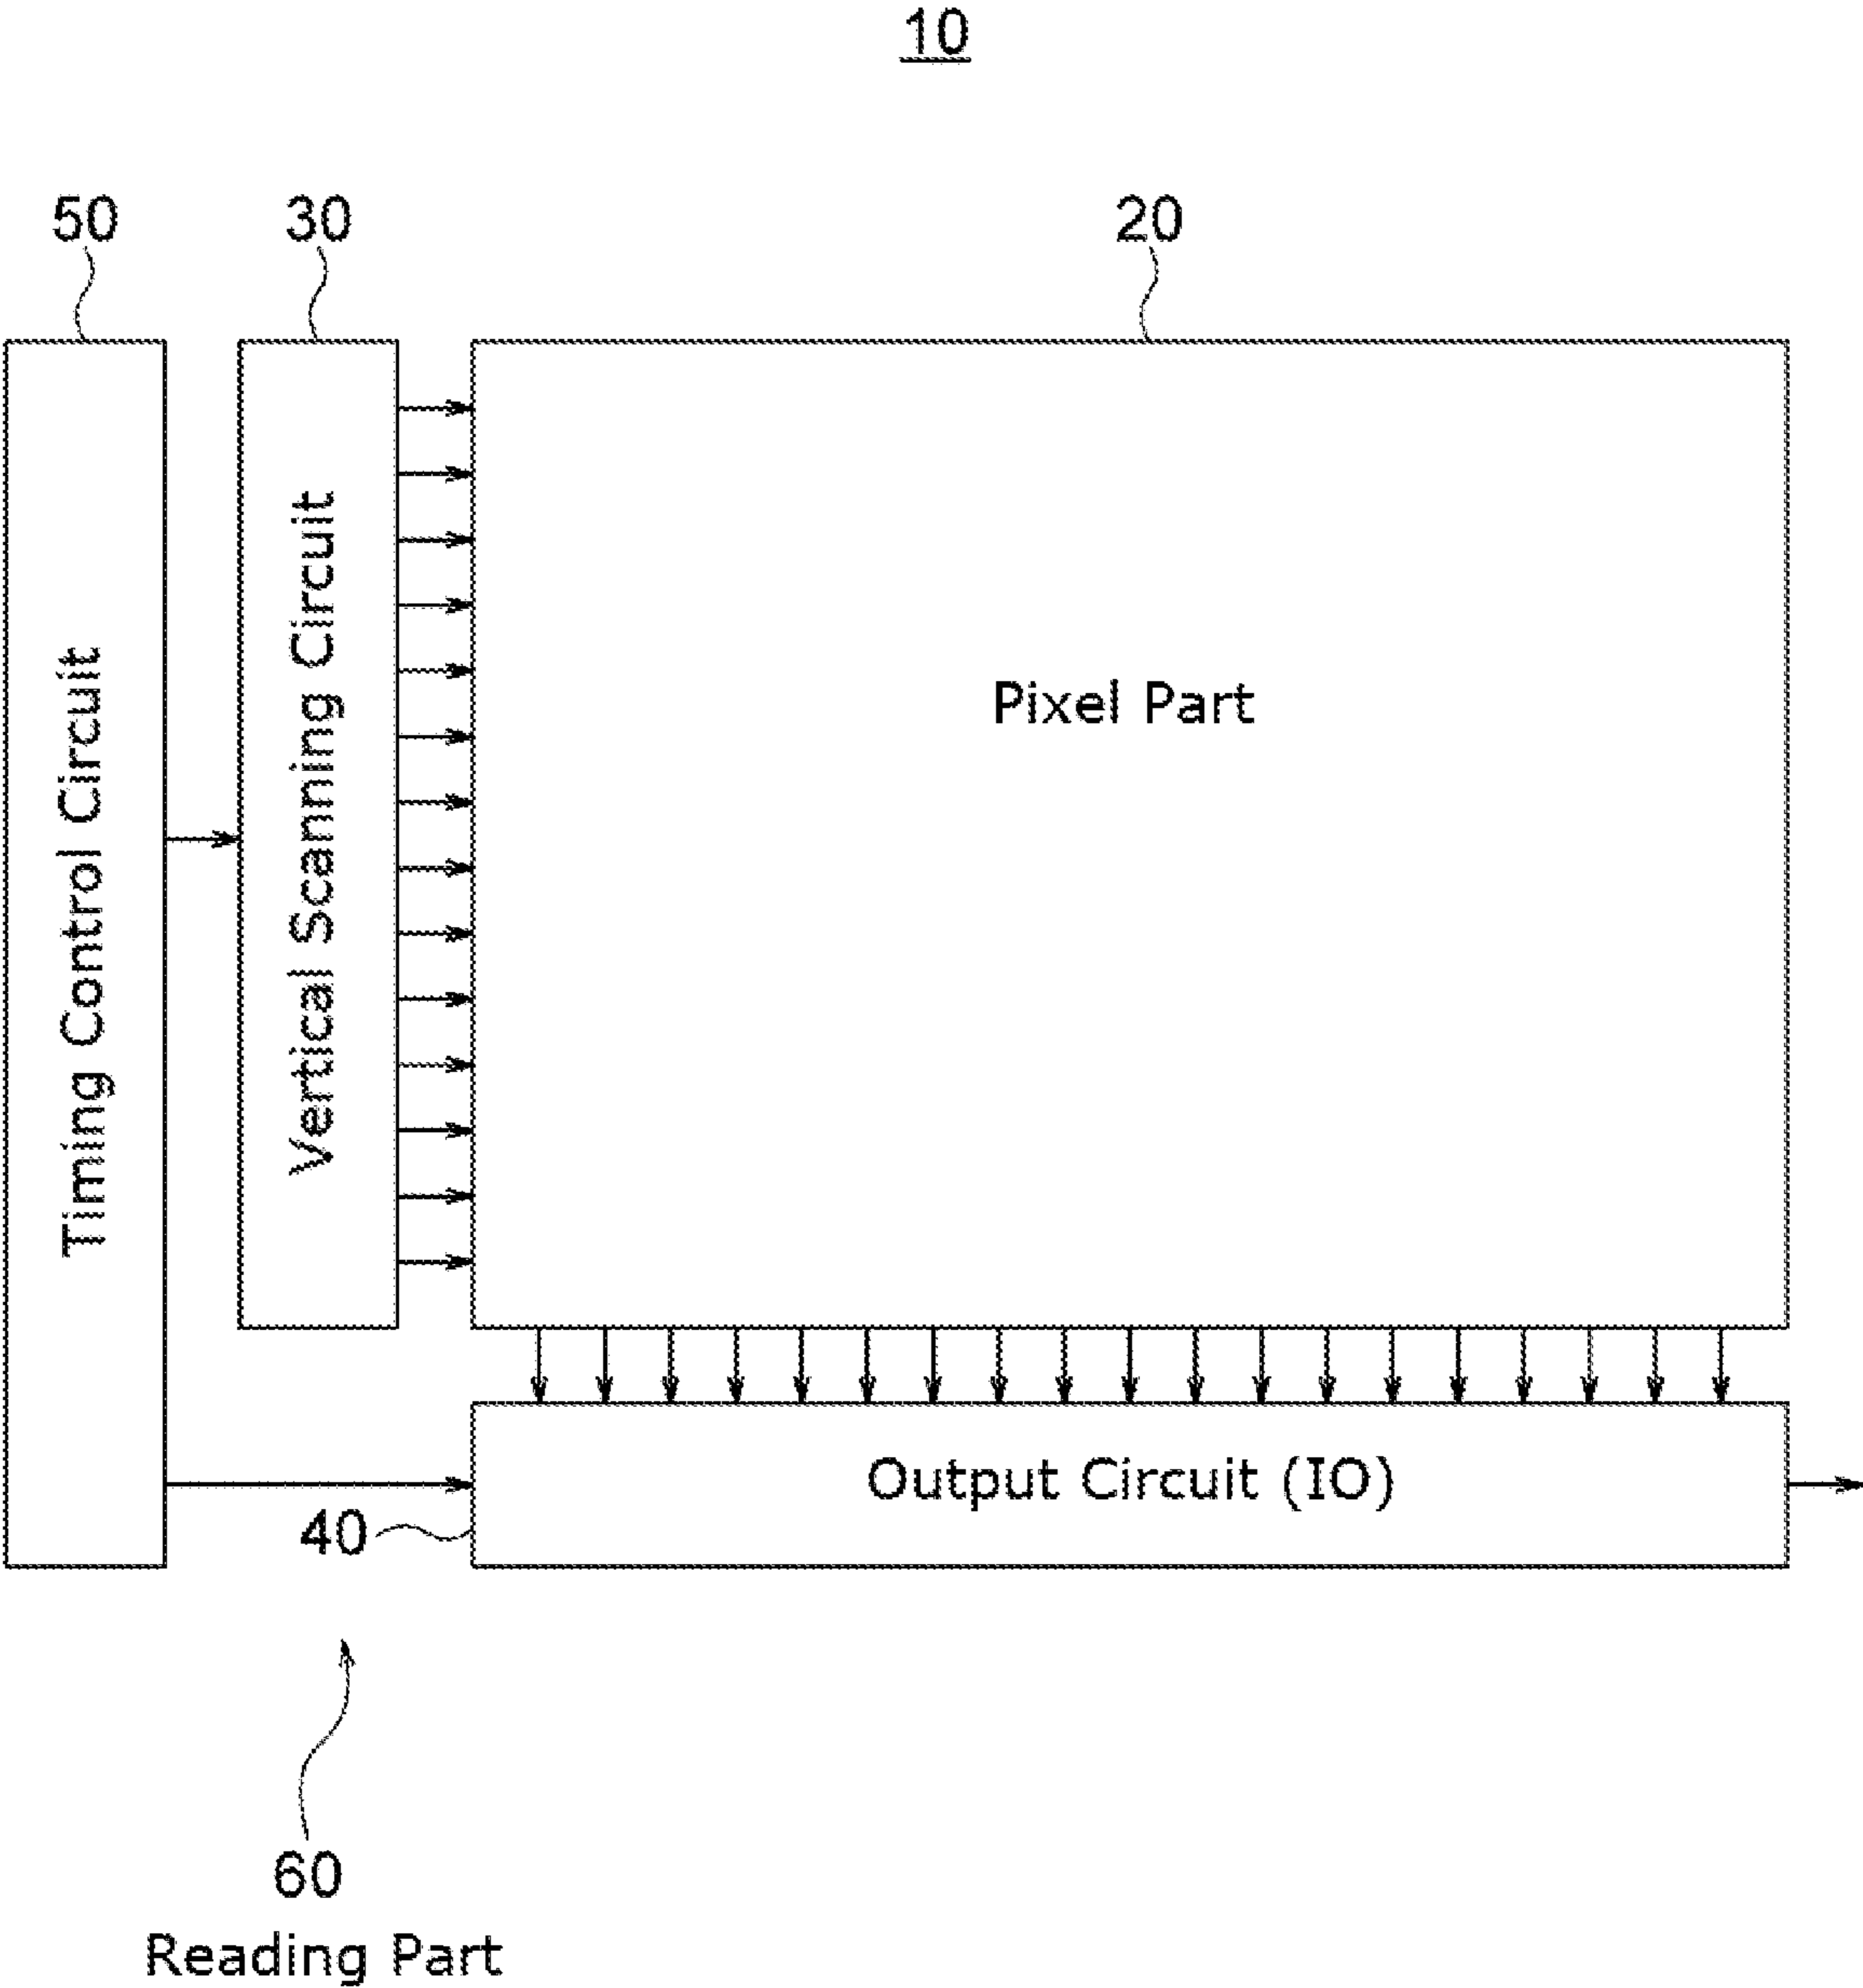 10
50
30
20
Timing Control Circuit
Vertical Scanning Circuit
Pixel Part
Output Circuit (IO)
40
60
Reading Part